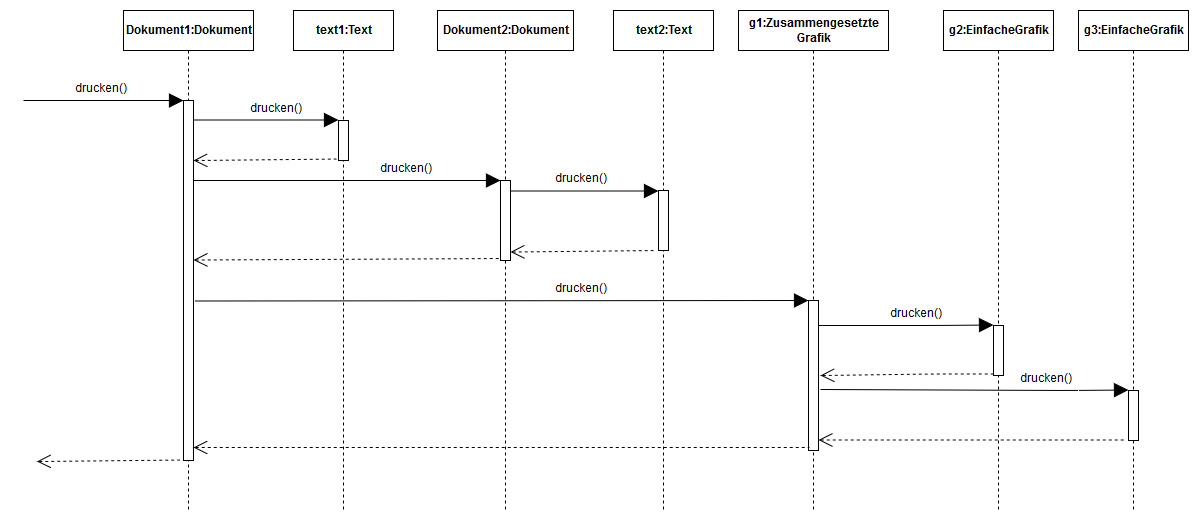 Dokument1:Dokument
text1:Text
Dokument2:Dokument
text2:Text
g1:Zusammengesetzte
Grafik
g2:EinfacheGrafik
g3:EinfacheGrafik
drucken()
drucken()
drucken()
drucken()
drucken()
drucken()
drucken()